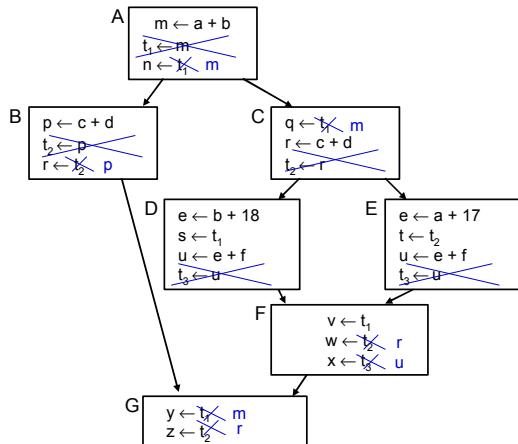 A
m ← a + b
t₁ ← m
n ← t₁ m
B
p ← c + d
t₂ ← p
r ← t₂ p
C
q ← t₁ m
r ← c + d
t₂ ← r
D
e ← b + 18
s ← t₁
u ← e + f
t₃ ← u
E
e ← a + 17
t ← t₂
u ← e + f
t₃ ← u
F
v ← t₁
w ← t₂ r
x ← t₃ u
G
y ← t₁ m
z ← t₂ r